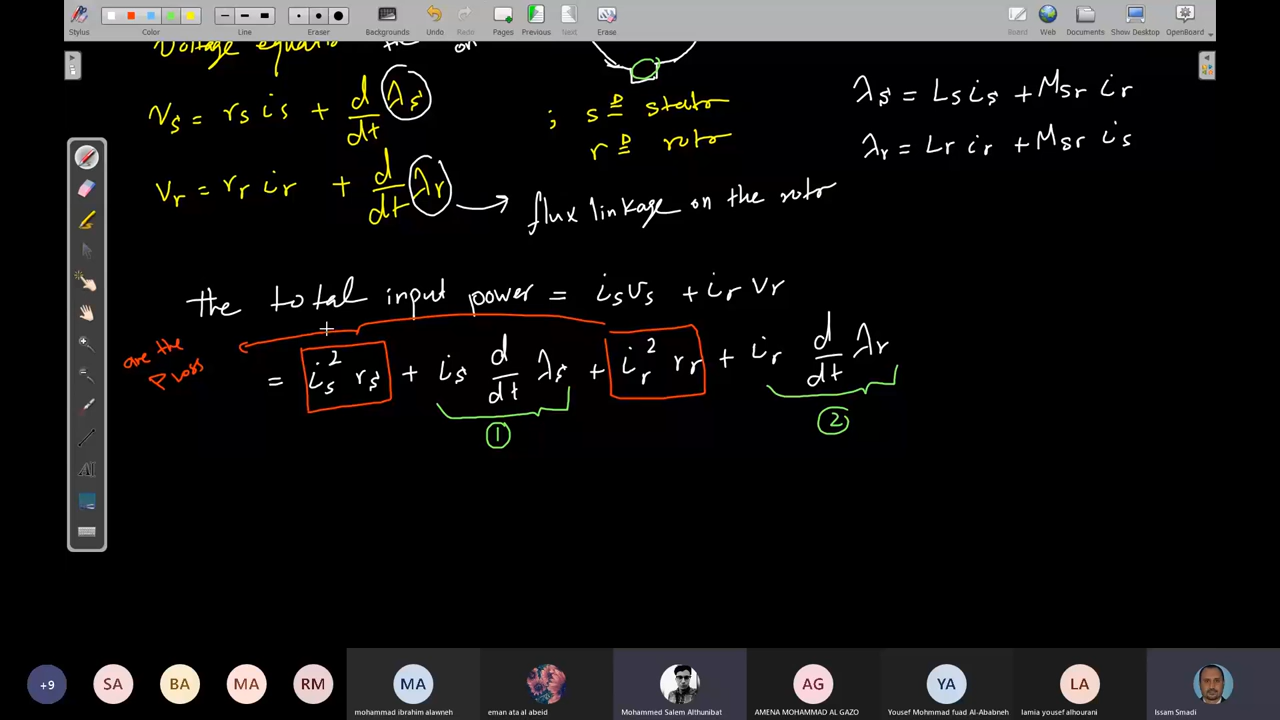 Stylus Color Line Eraser Backgrounds Undo Redo Pages Previous Next Erase Board Web Documents Show Desktop OpenBoard
Voltage equation the on
vs = rs is + d/dt λs
; s ≜ stator
r ≜ rotor
λs = Ls is + Msr ir
λr = Lr ir + Msr is
vr = rr ir + d/dt λr
flux linkage on the rotor
the total input power = is vs + ir vr
are the
P loss
= is² rs + is d/dt λs + ir² rr + ir d/dt λr
① ②
AI
+9 SA BA MA RM MA AG YA LA
mohammad ibrahim alawneh eman ata al abeid Mohammed Salem Althunibat AMENA MOHAMMAD AL GAZO Yousef Mohmmad fuad Al-Ababneh lamia yousef alhourani Issam Smadi